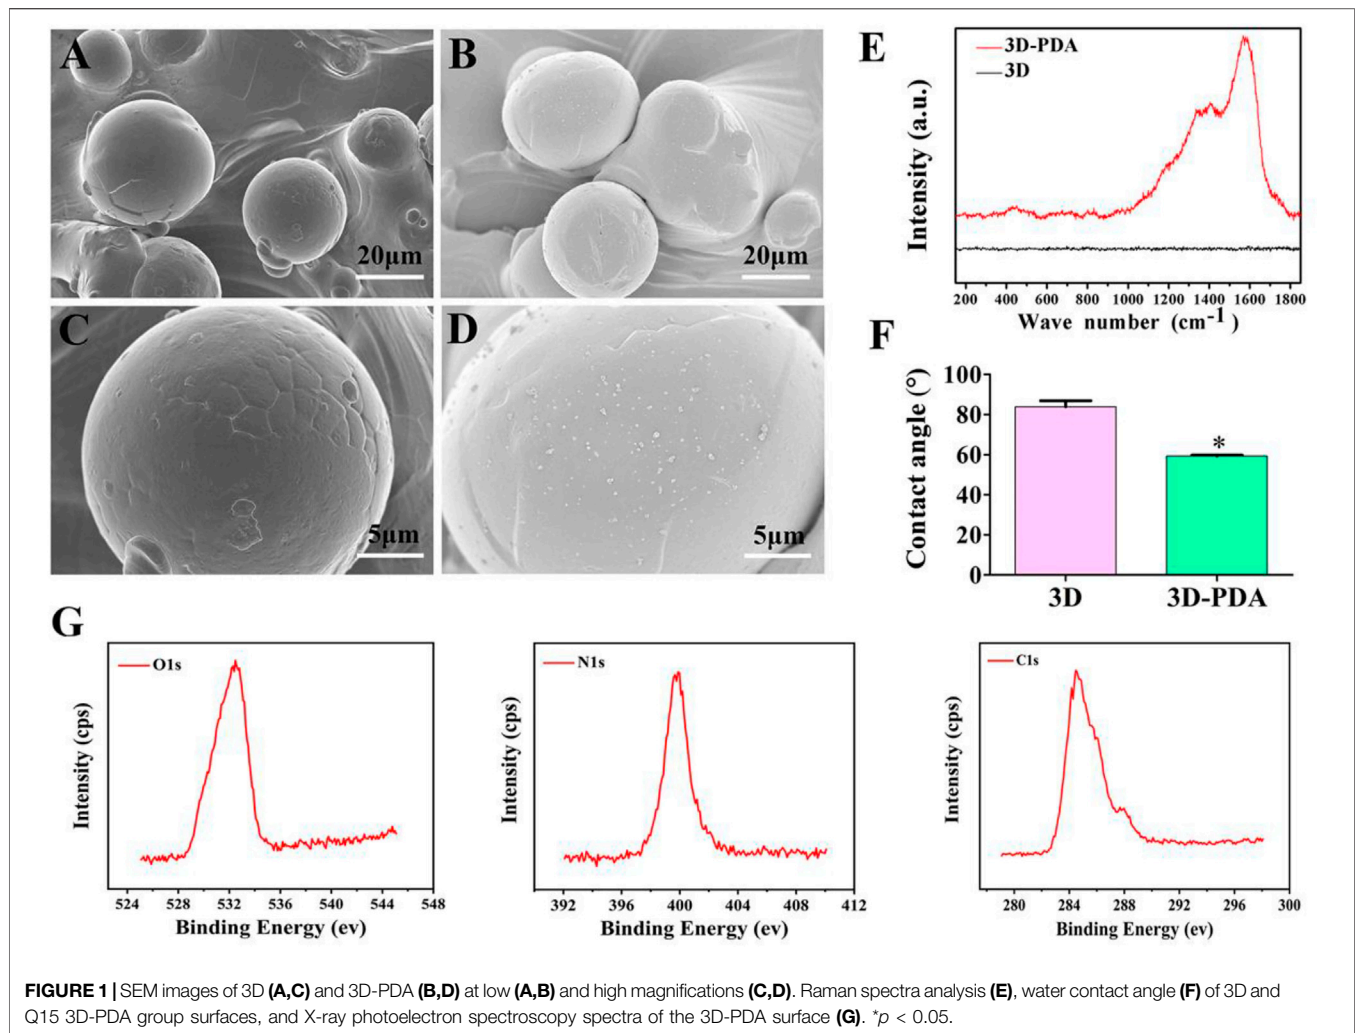 A
20µm
B
20µm
C
5µm
D
5µm
E
3D-PDA
3D
Intensity (a.u.)
200 400 600 800 1000 1200 1400 1600 1800
Wave number (cm-1)
F
Contact angle (°)
100
80
60
40
20
0
*
3D 3D-PDA
G
O1s
Intensity (cps)
524 528 532 536 540 544 548
Binding Energy (ev)
N1s
Intensity (cps)
392 396 400 404 408 412
Binding Energy (ev)
C1s
Intensity (cps)
280 284 288 292 296 300
Binding Energy (ev)
FIGURE 1 | SEM images of 3D (A,C) and 3D-PDA (B,D) at low (A,B) and high magnifications (C,D). Raman spectra analysis (E), water contact angle (F) of 3D and
Q15 3D-PDA group surfaces, and X-ray photoelectron spectroscopy spectra of the 3D-PDA surface (G). *p < 0.05.